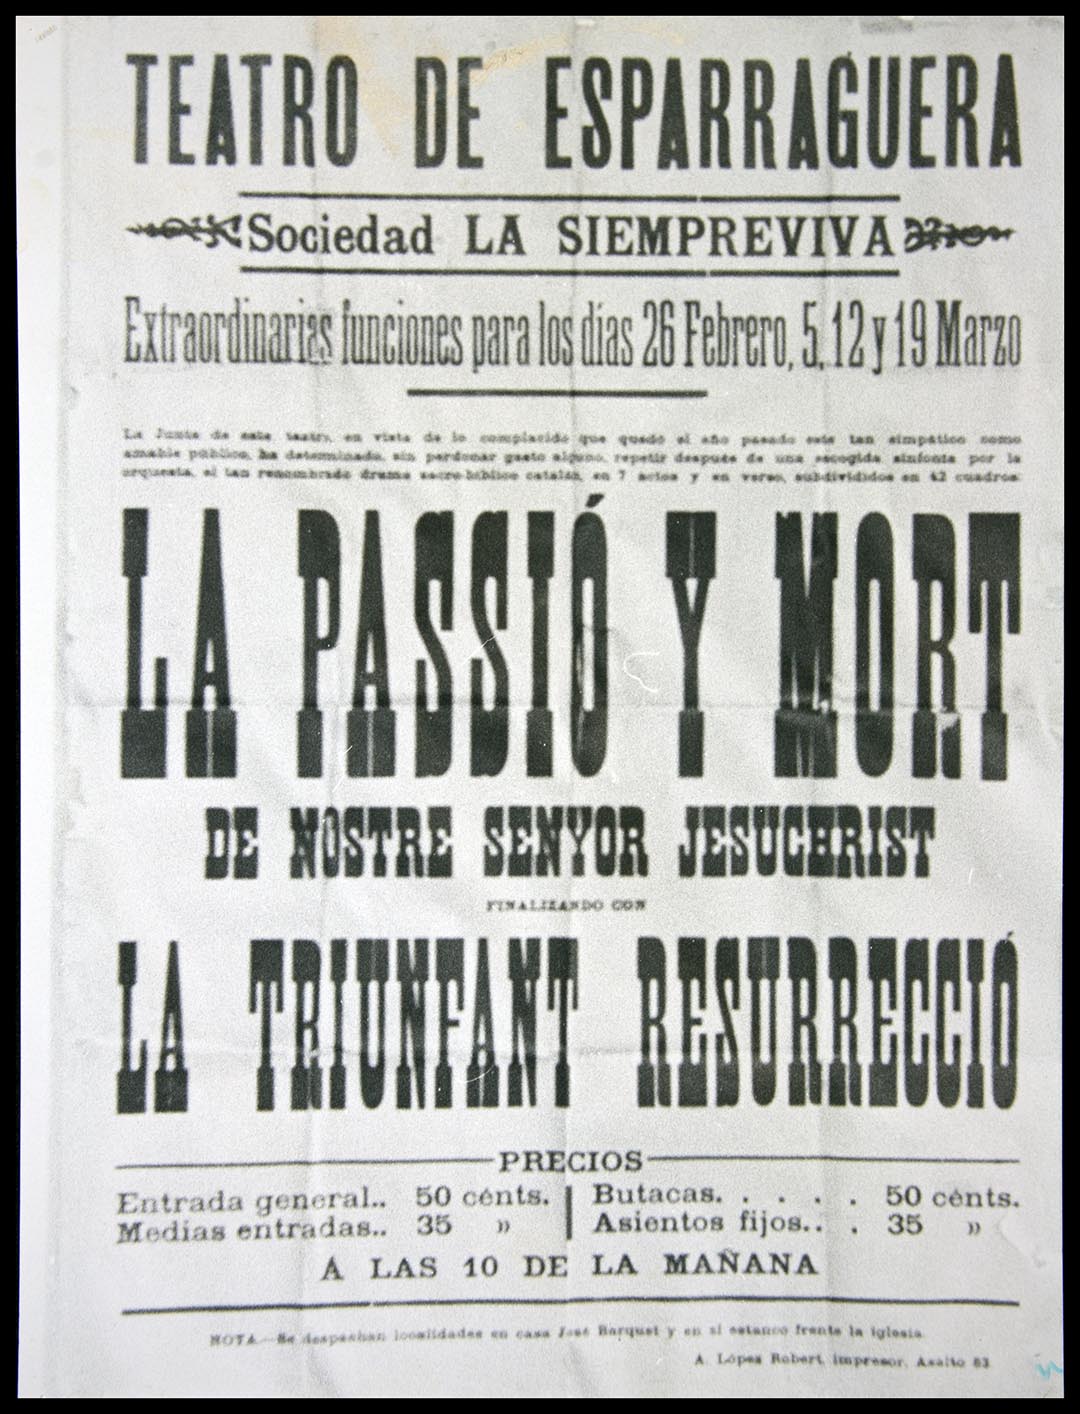 TEATRO DE ESPARRAGUERA
Sociedad LA SIEMPREVIVA
Extraordinarias funciones para los días 26 Febrero, 5, 12 y 19 Marzo
La Junta de este teatro, en vista de lo complacido que quedó el año pasado este tan simpático como
amable público, ha determinado, sin perdonar gasto alguno, repetir después de una escogida sinfonía por la
orquesta, el tan renombrado drama sacro-bíblico catalán, en 7 actos y en verso, subdivididos en 42 cuadros:
LA PASSIÓ Y MORT
DE NOSTRE SENYOR JESUCHRIST
FINALIZANDO CON
LA TRIUNFANT RESURRECCIÓ
PRECIOS
Entrada general.. 50 cénts. | Butacas. . . . . 50 cénts.
Medias entradas.. 35 » | Asientos fijos.. . 35 »
A LAS 10 DE LA MAÑANA
NOTA.—Se despachan localidades en casa José Barquet y en el estanco frente la iglesia.
A. López Robert, impresor, Asalto 63